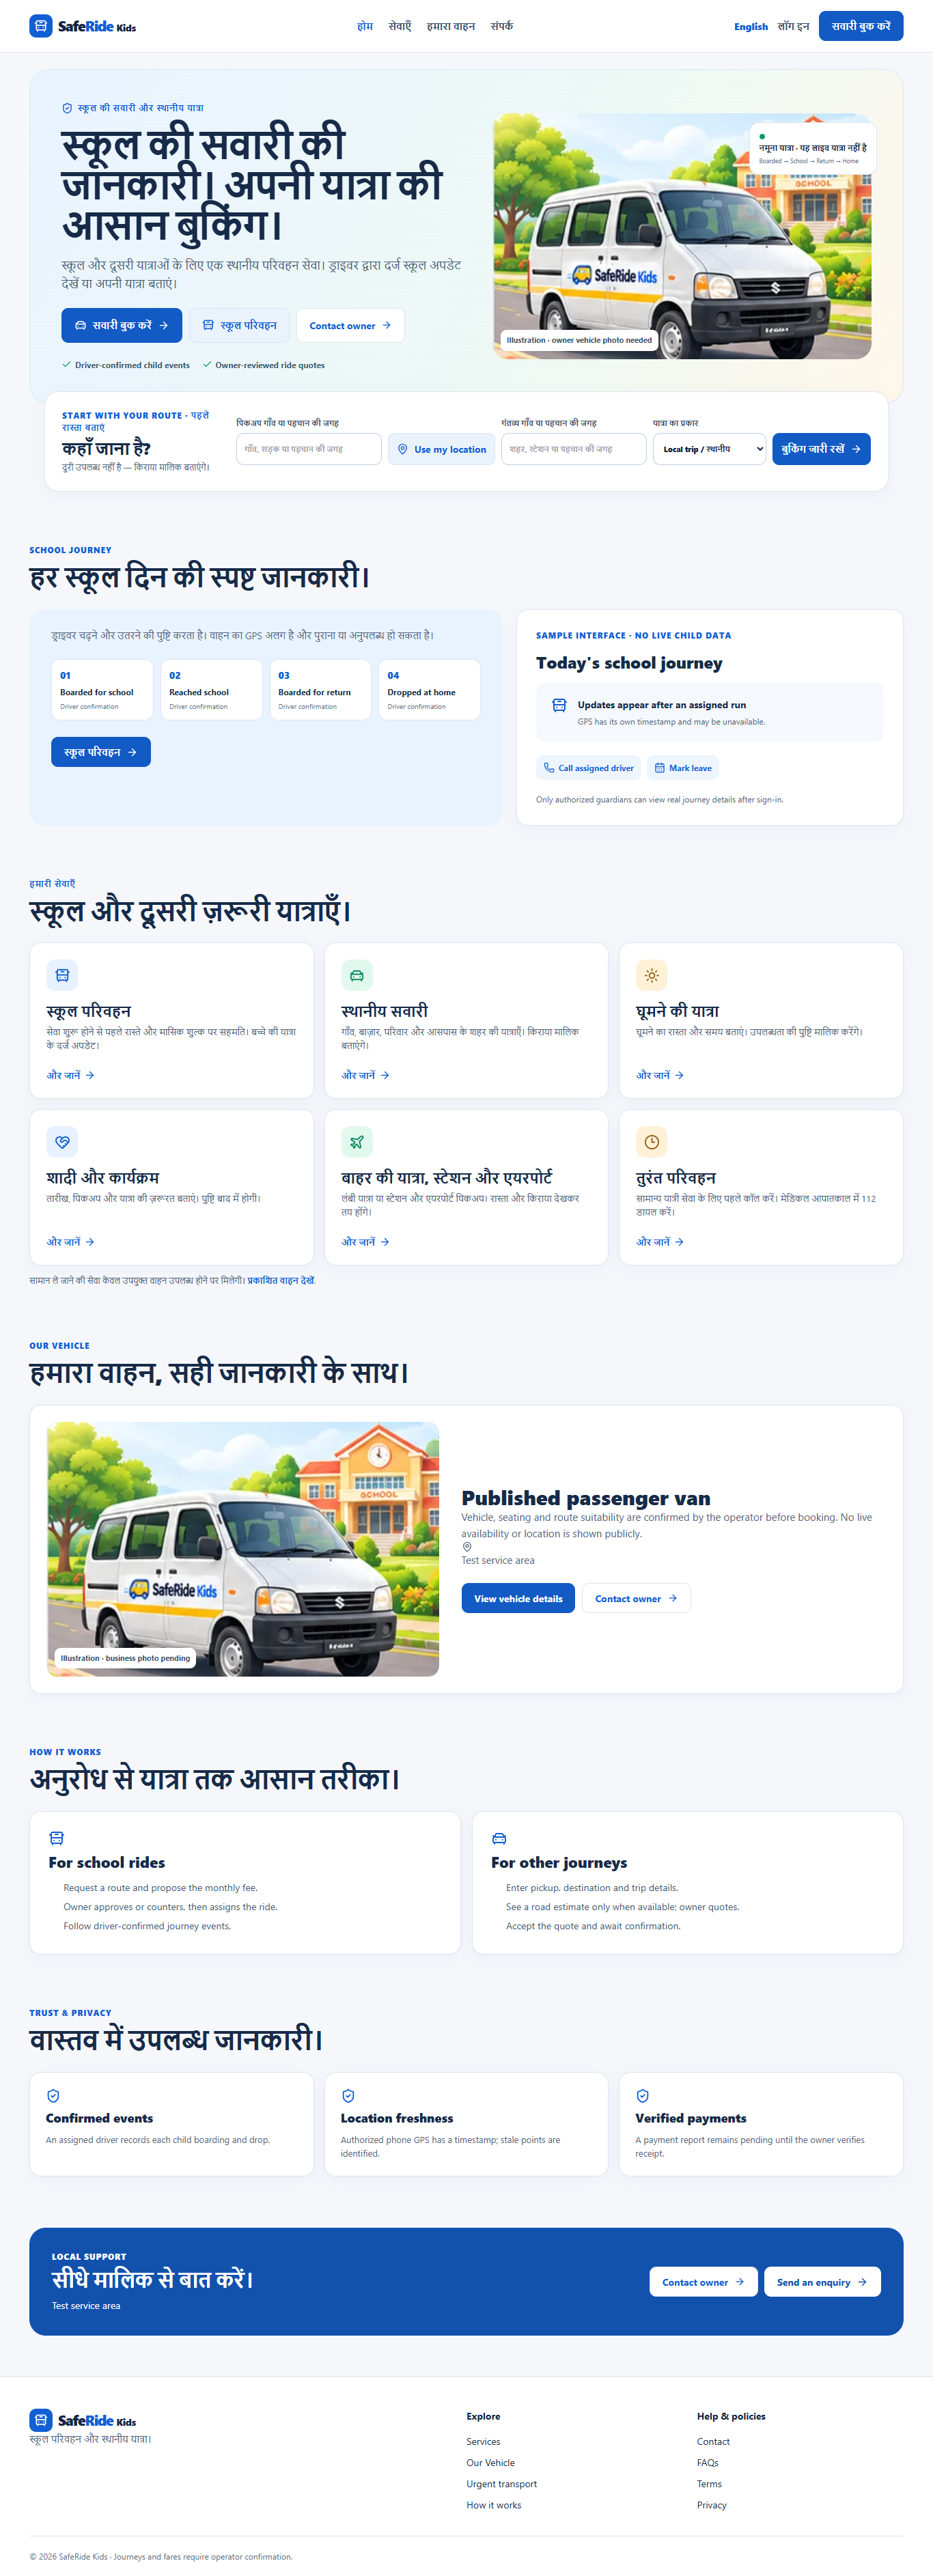 SafeRide Kids
होम
सेवाएँ
हमारा वाहन
संपर्क
English
लॉग इन
सवारी बुक करें
स्कूल की सवारी और स्थानीय यात्रा
स्कूल की सवारी की
जानकारी। अपनी यात्रा की
आसान बुकिंग।
स्कूल और दूसरी यात्राओं के लिए एक स्थानीय परिवहन सेवा। ड्राइवर द्वारा दर्ज स्कूल अपडेट
देखें या अपनी यात्रा बताएं।
सवारी बुक करें
स्कूल परिवहन
Contact owner
Driver-confirmed child events
Owner-reviewed ride quotes
नमूना यात्रा · यह लाइव यात्रा नहीं है
Boarded → School → Return → Home
SCHOOL
SafeRide Kids
Illustration · owner vehicle photo needed
START WITH YOUR ROUTE · पहले
रास्ता बताएं
कहाँ जाना है?
दूरी उपलब्ध नहीं है — किराया मालिक बताएंगे।
पिकअप गाँव या पहचान की जगह
गाँव, सड़क या पहचान की जगह
Use my location
गंतव्य गाँव या पहचान की जगह
शहर, स्टेशन या पहचान की जगह
यात्रा का प्रकार
Local trip / स्थानीय
बुकिंग जारी रखें
SCHOOL JOURNEY
हर स्कूल दिन की स्पष्ट जानकारी।
ड्राइवर चढ़ने और उतरने की पुष्टि करता है। वाहन का GPS अलग है और पुराना या अनुपलब्ध हो सकता है।
01
Boarded for school
Driver confirmation
02
Reached school
Driver confirmation
03
Boarded for return
Driver confirmation
04
Dropped at home
Driver confirmation
स्कूल परिवहन
SAMPLE INTERFACE · NO LIVE CHILD DATA
Today's school journey
Updates appear after an assigned run
GPS has its own timestamp and may be unavailable.
Call assigned driver
Mark leave
Only authorized guardians can view real journey details after sign-in.
हमारी सेवाएँ
स्कूल और दूसरी ज़रूरी यात्राएँ।
स्कूल परिवहन
सेवा शुरू होने से पहले रास्ते और मासिक शुल्क पर सहमति। बच्चे की यात्रा
के दर्ज अपडेट।
और जानें
स्थानीय सवारी
गाँव, बाज़ार, परिवार और आसपास के शहर की यात्राएँ। किराया मालिक
बताएंगे।
और जानें
घूमने की यात्रा
घूमने का रास्ता और समय बताएं। उपलब्धता की पुष्टि मालिक करेंगे।
और जानें
शादी और कार्यक्रम
तारीख, पिकअप और यात्रा की ज़रूरत बताएं। पुष्टि बाद में होगी।
और जानें
बाहर की यात्रा, स्टेशन और एयरपोर्ट
लंबी यात्रा या स्टेशन और एयरपोर्ट पिकअप। रास्ता और किराया देखकर
तय होंगे।
और जानें
तुरंत परिवहन
सामान्य यात्री सेवा के लिए पहले कॉल करें। मेडिकल आपातकाल में 112
डायल करें।
और जानें
सामान ले जाने की सेवा केवल उपयुक्त वाहन उपलब्ध होने पर मिलेगी। प्रकाशित वाहन देखें.
OUR VEHICLE
हमारा वाहन, सही जानकारी के साथ।
SCHOOL
SafeRide Kids
Illustration · business photo pending
Published passenger van
Vehicle, seating and route suitability are confirmed by the operator before booking. No live
availability or location is shown publicly.
Test service area
View vehicle details
Contact owner
HOW IT WORKS
अनुरोध से यात्रा तक आसान तरीका।
For school rides
Request a route and propose the monthly fee.
Owner approves or counters, then assigns the ride.
Follow driver-confirmed journey events.
For other journeys
Enter pickup, destination and trip details.
See a road estimate only when available; owner quotes.
Accept the quote and await confirmation.
TRUST & PRIVACY
वास्तव में उपलब्ध जानकारी।
Confirmed events
An assigned driver records each child boarding and drop.
Location freshness
Authorized phone GPS has a timestamp; stale points are
identified.
Verified payments
A payment report remains pending until the owner verifies
receipt.
LOCAL SUPPORT
सीधे मालिक से बात करें।
Test service area
Contact owner
Send an enquiry
SafeRide Kids
स्कूल परिवहन और स्थानीय यात्रा।
Explore
Services
Our Vehicle
Urgent transport
How it works
Help & policies
Contact
FAQs
Terms
Privacy
© 2026 SafeRide Kids · Journeys and fares require operator confirmation.